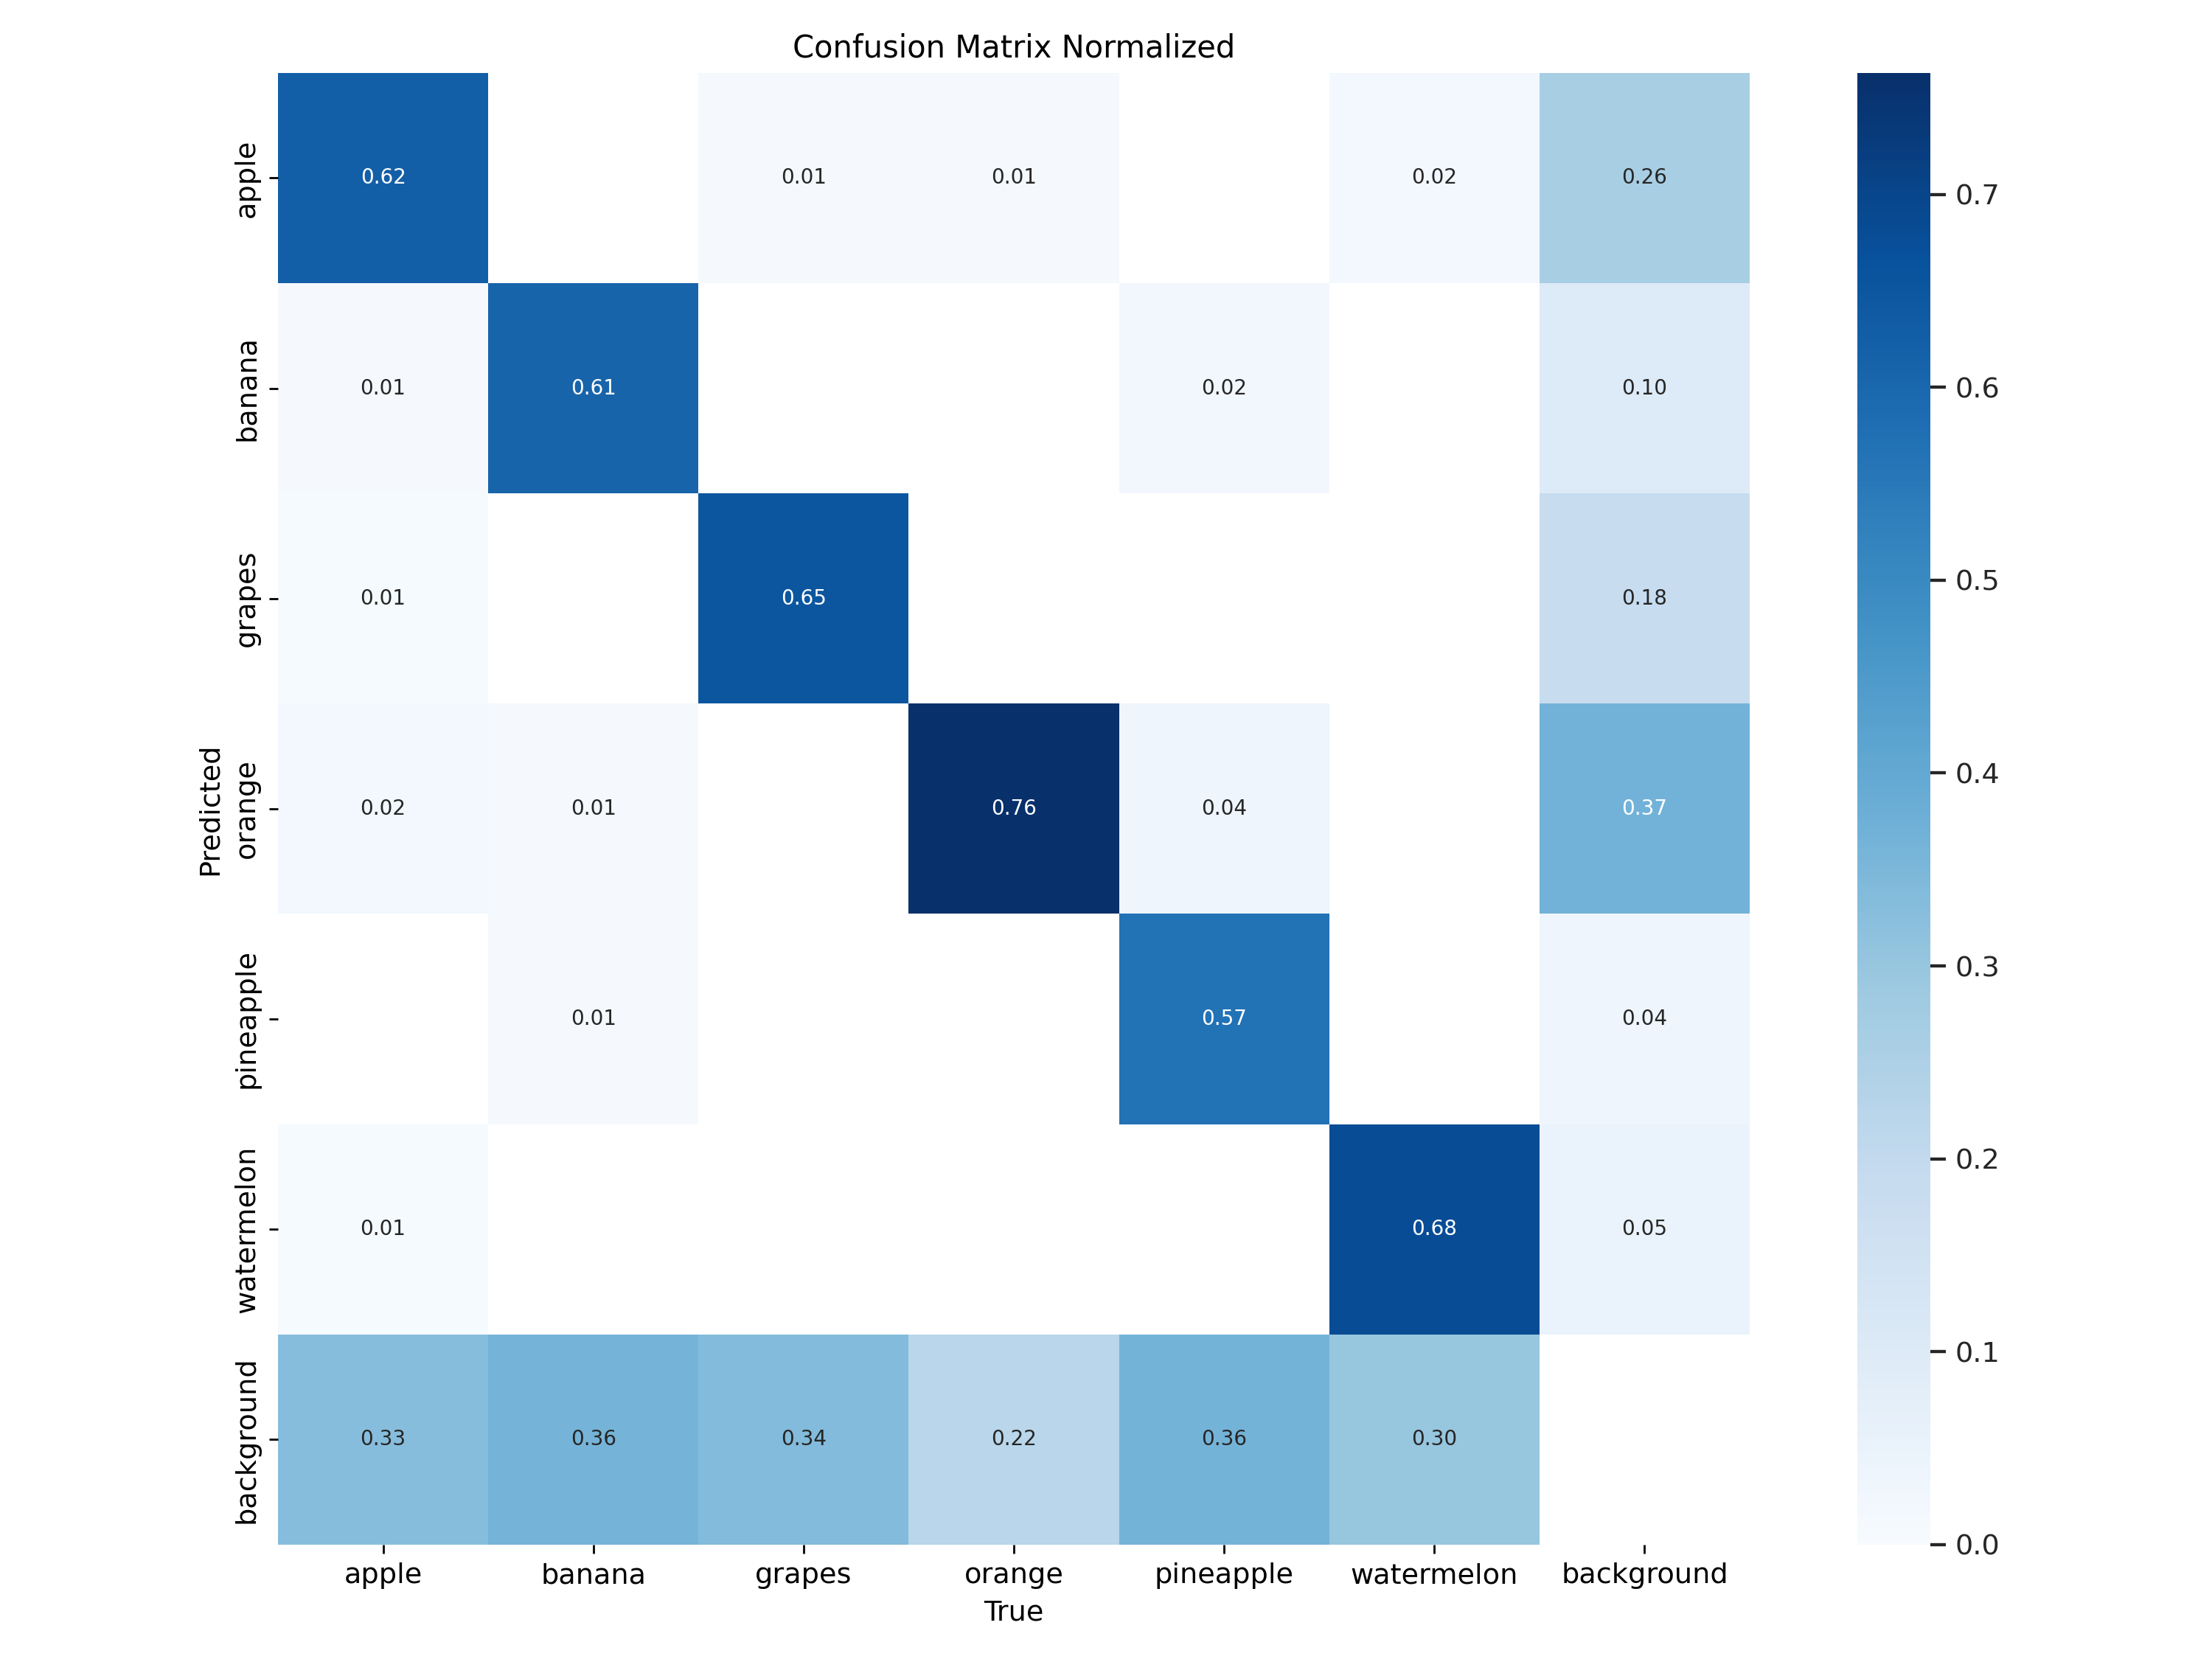 Confusion Matrix Normalized
apple 0.62 0.01 0.01 0.02 0.26
banana 0.01 0.61 0.02 0.10
grapes 0.01 0.65 0.18
orange 0.02 0.01 0.76 0.04 0.37
pineapple 0.01 0.57 0.04
watermelon 0.01 0.68 0.05
background 0.33 0.36 0.34 0.22 0.36 0.30
Predicted
apple banana grapes orange pineapple watermelon background
True
0.7
0.6
0.5
0.4
0.3
0.2
0.1
0.0